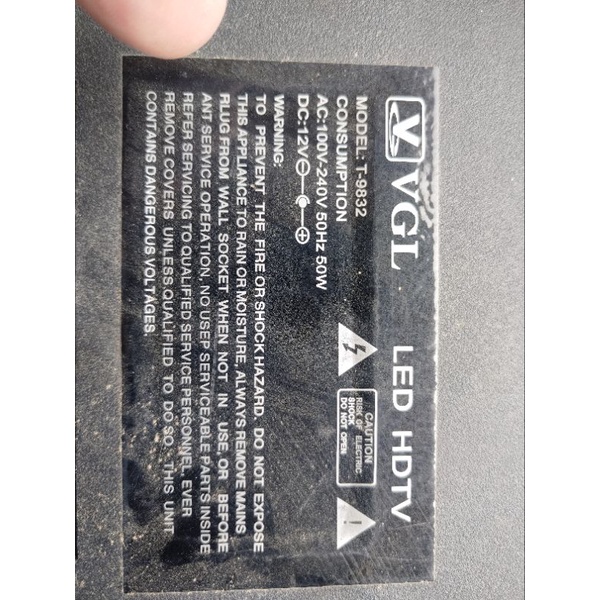 VGL LED HDTV
MODEL: T-9832
CONSUMPTION
AC:100V-240V 50Hz 50W
DC:12V
CAUTION
RISK OF ELECTRIC
SHOCK
DO NOT OPEN
WARNING:
TO PREVENT THE FIRE OR SHOCK HAZARD, DO NOT EXPOSE
THIS APPLIANCE TO RAIN OR MOISTURE, ALWAYS REMOVE MAINS
RLUG FROM WALL SOCKET WHEN NOT IN USE, OR BEFORE
ANT SERVICE OPERATION, NO USEP SERVICEABLE PARTS INSIDE
REFER SERVICING TO QUALIFIED SERVICE PERSONNEL, EVER
REMOVE COVERS UNLESS QUALIFIED TO DO SO. THIS UNIT
CONTAINS DANGEROUS VOLTAGES.